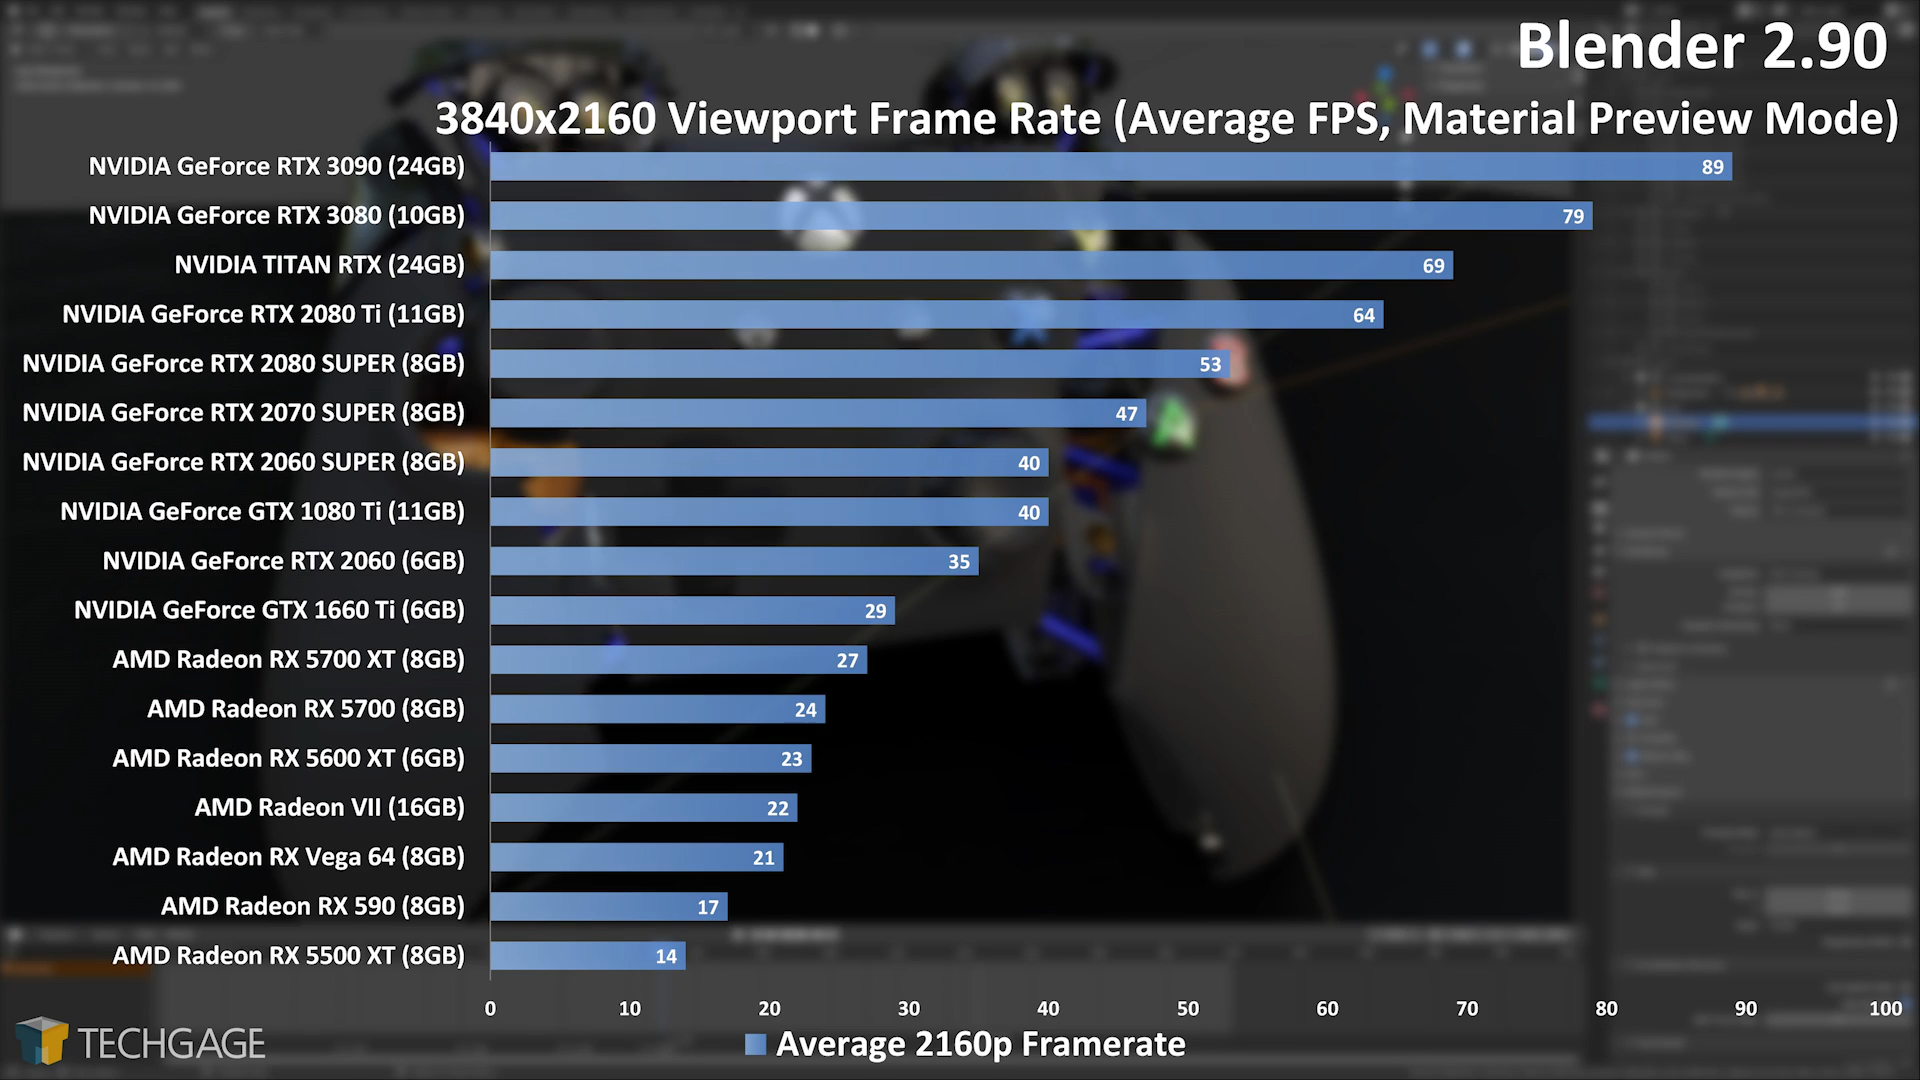 Blender 2.90
3840x2160 Viewport Frame Rate (Average FPS, Material Preview Mode)
NVIDIA GeForce RTX 3090 (24GB) 89
NVIDIA GeForce RTX 3080 (10GB) 79
NVIDIA TITAN RTX (24GB) 69
NVIDIA GeForce RTX 2080 Ti (11GB) 64
NVIDIA GeForce RTX 2080 SUPER (8GB) 53
NVIDIA GeForce RTX 2070 SUPER (8GB) 47
NVIDIA GeForce RTX 2060 SUPER (8GB) 40
NVIDIA GeForce GTX 1080 Ti (11GB) 40
NVIDIA GeForce RTX 2060 (6GB) 35
NVIDIA GeForce GTX 1660 Ti (6GB) 29
AMD Radeon RX 5700 XT (8GB) 27
AMD Radeon RX 5700 (8GB) 24
AMD Radeon RX 5600 XT (6GB) 23
AMD Radeon VII (16GB) 22
AMD Radeon RX Vega 64 (8GB) 21
AMD Radeon RX 590 (8GB) 17
AMD Radeon RX 5500 XT (8GB) 14
0 10 20 30 40 50 60 70 80 90 100
Average 2160p Framerate
TECHGAGE